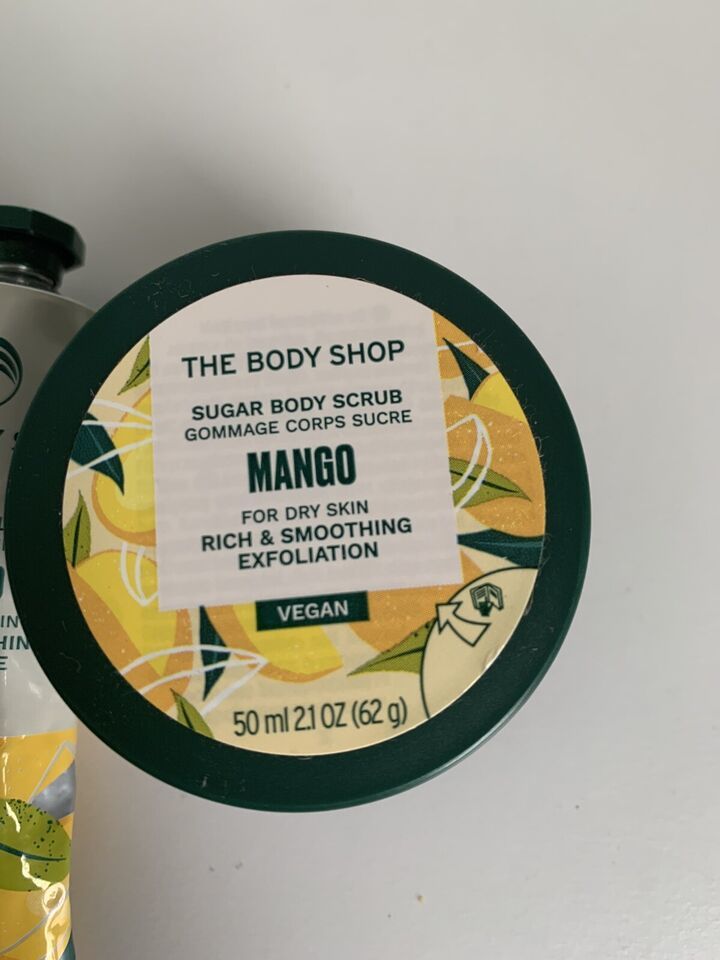 THE BODY SHOP
SUGAR BODY SCRUB
GOMMAGE CORPS SUCRE
MANGO
FOR DRY SKIN
RICH & SMOOTHING
EXFOLIATION
VEGAN
50 ml 2.1 OZ (62 g)